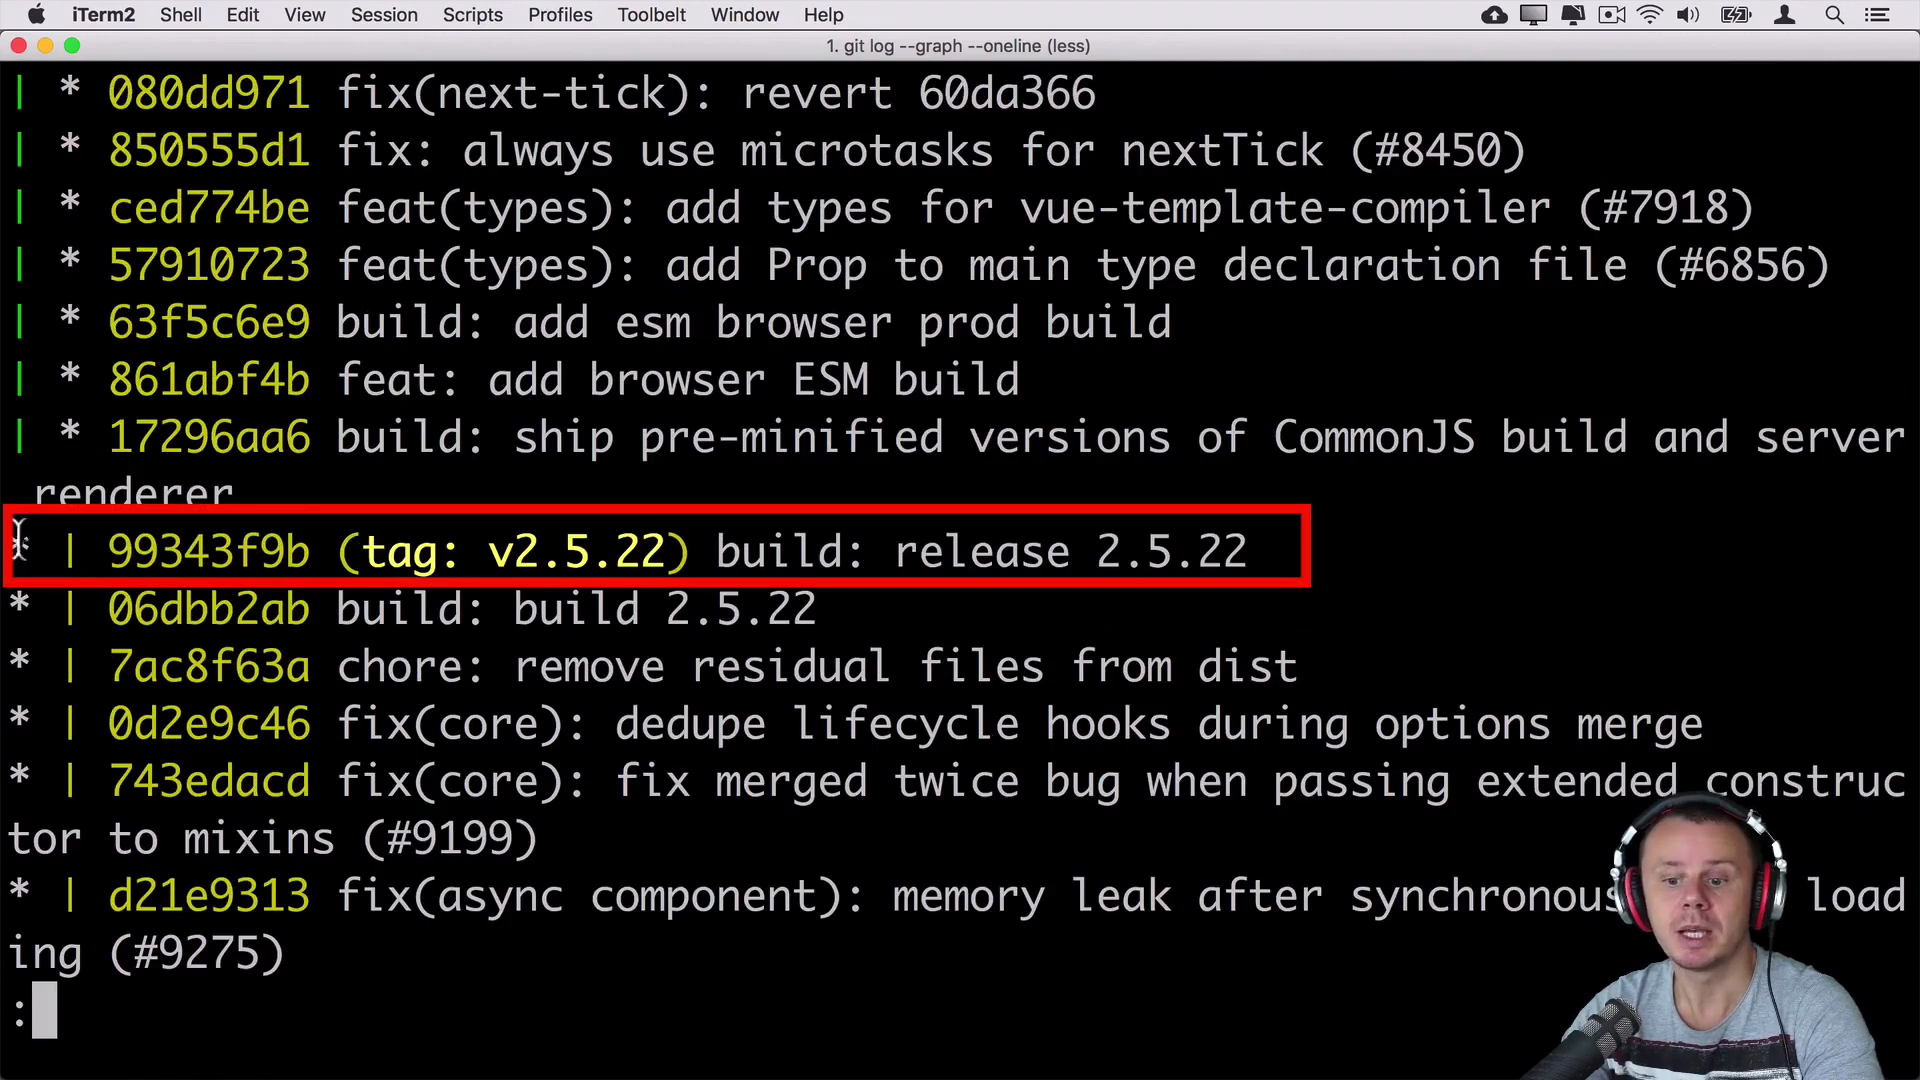 iTerm2 Shell Edit View Session Scripts Profiles Toolbelt Window Help
1. git log --graph --oneline (less)
| * 080dd971 fix(next-tick): revert 60da366
| * 850555d1 fix: always use microtasks for nextTick (#8450)
| * ced774be feat(types): add types for vue-template-compiler (#7918)
| * 57910723 feat(types): add Prop to main type declaration file (#6856)
| * 63f5c6e9 build: add esm browser prod build
| * 861abf4b feat: add browser ESM build
| * 17296aa6 build: ship pre-minified versions of CommonJS build and server
renderer
* | 99343f9b (tag: v2.5.22) build: release 2.5.22
* | 06dbb2ab build: build 2.5.22
* | 7ac8f63a chore: remove residual files from dist
* | 0d2e9c46 fix(core): dedupe lifecycle hooks during options merge
* | 743edacd fix(core): fix merged twice bug when passing extended construc
tor to mixins (#9199)
* | d21e9313 fix(async component): memory leak after synchronous load
ing (#9275)
: